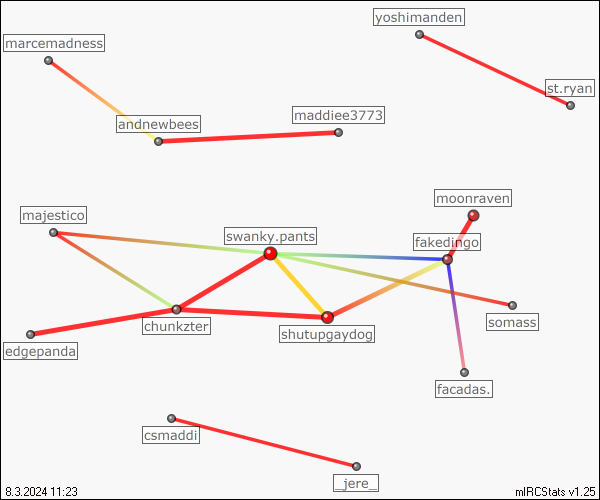 yoshimanden
marcemadness
st.ryan
maddiee3773
andnewbees
moonraven
majestico
swanky.pants
fakedingo
somass
chunkzter
shutupgaydog
edgepanda
facadas.
csmaddi
_jere_
8.3.2024 11:23
mIRCStats v1.25